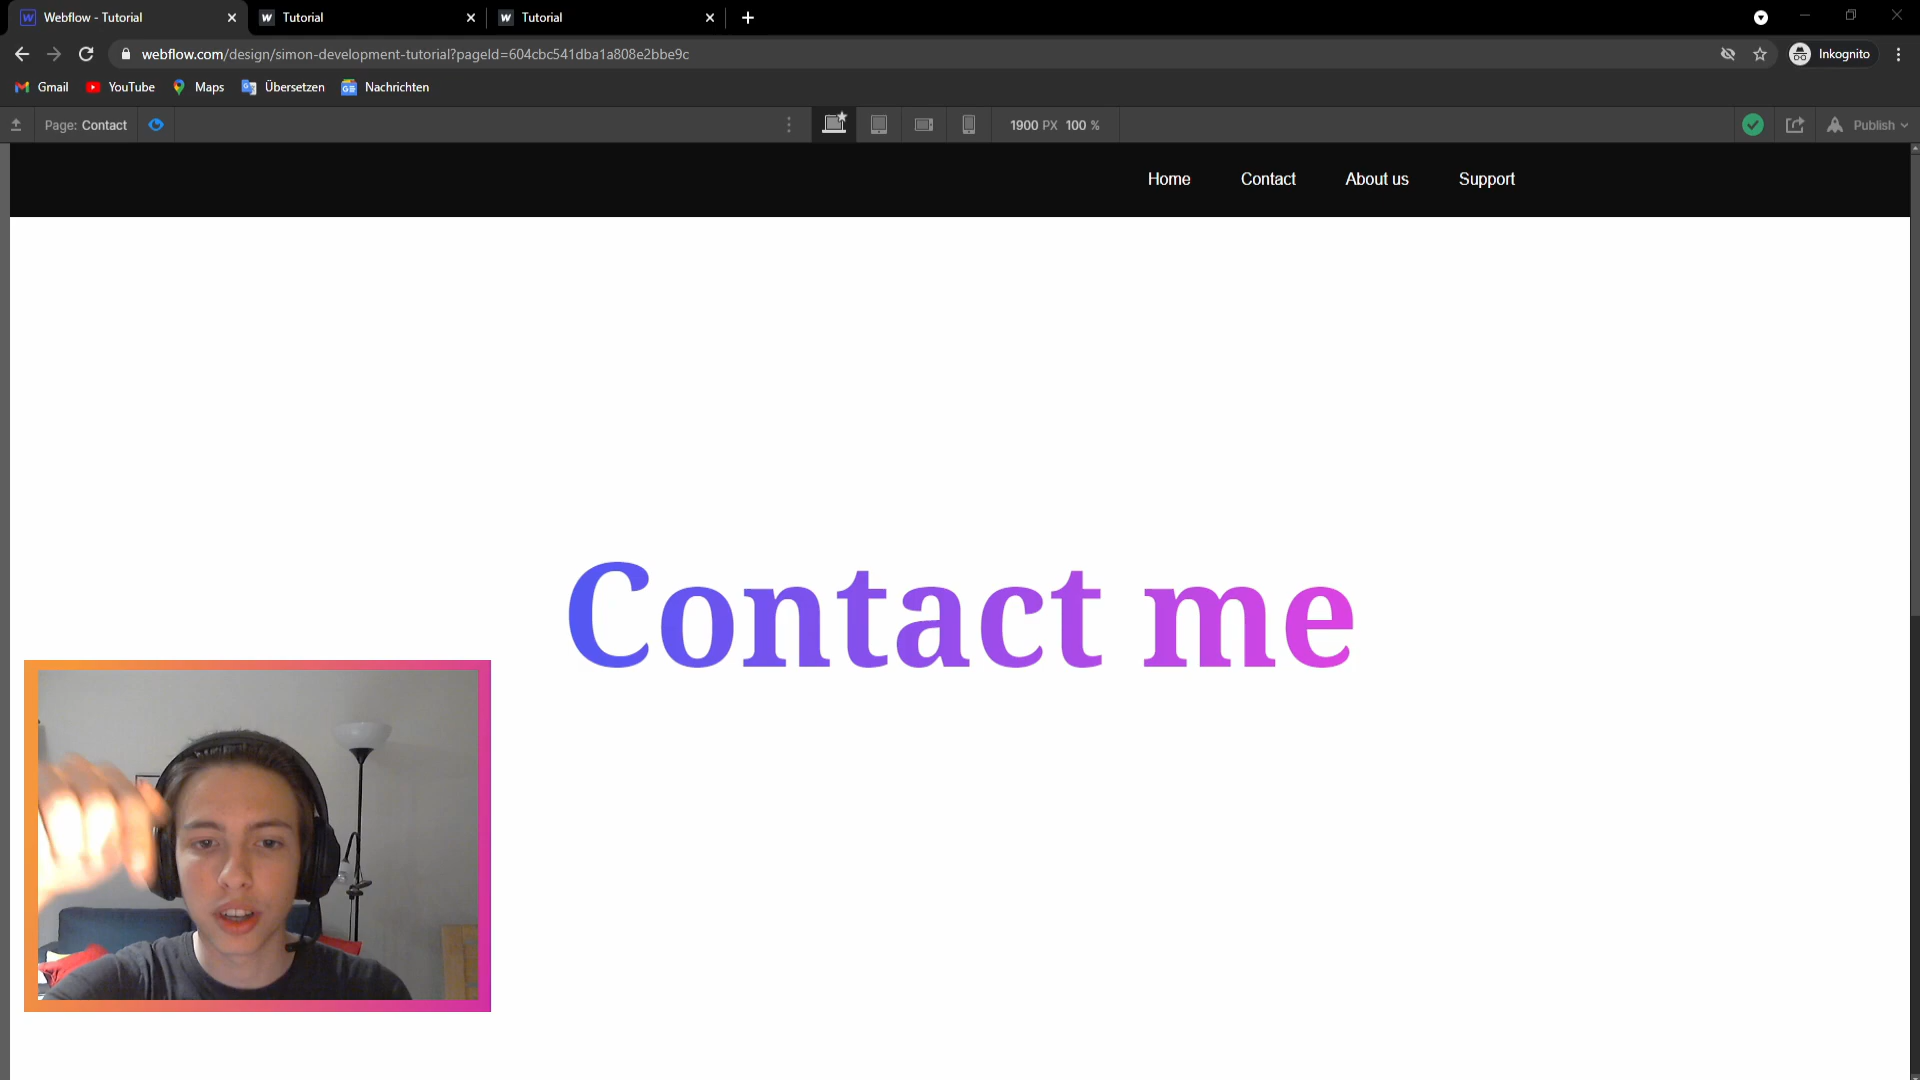 Webflow - Tutorial
Tutorial
Tutorial
webflow.com/design/simon-development-tutorial?pageId=604cbc541dba1a808e2bbe9c
Inkognito
Gmail
YouTube
Maps
Übersetzen
Nachrichten
Page: Contact
1900 PX 100 %
Publish
Home
Contact
About us
Support
Contact me